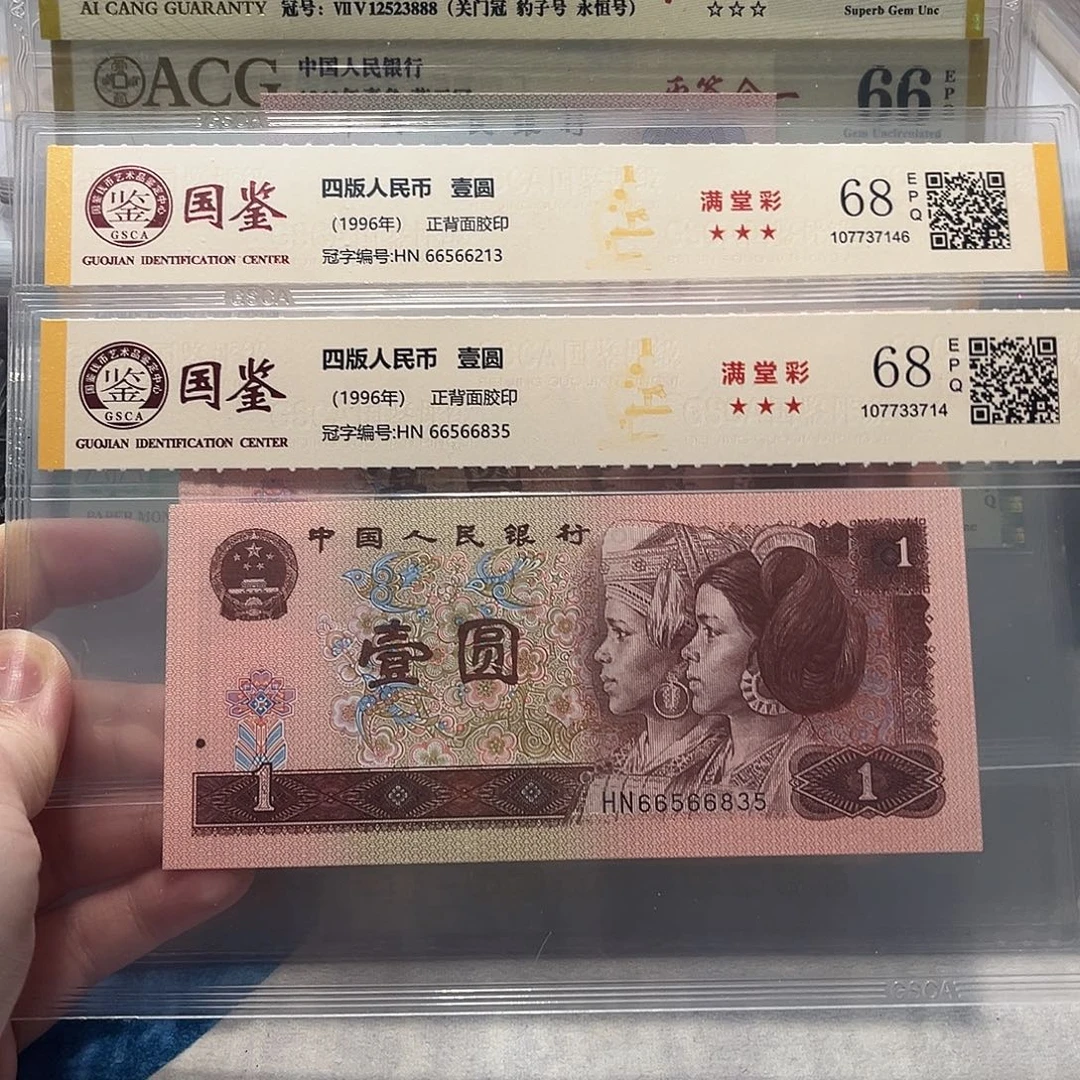 AI CANG GUARANTY 冠号: VII V 12523888 (关门冠 豹子号 永恒号)
☆☆☆
Superb Gem Unc
ACG 中国人民银行
66 EPQ
Gem Uncirculated
国鉴
GSCA
GUOJIAN IDENTIFICATION CENTER
四版人民币 壹圆
(1996年) 正背面胶印
冠字编号:HN 66566213
满堂彩
★★★
68 EPQ
107737146
GSCA
国鉴
GSCA
GUOJIAN IDENTIFICATION CENTER
四版人民币 壹圆
(1996年) 正背面胶印
冠字编号:HN 66566835
满堂彩
★★★
68 EPQ
107733714
中国人民银行
1
壹圆
1
HN66566835
1
GSCA